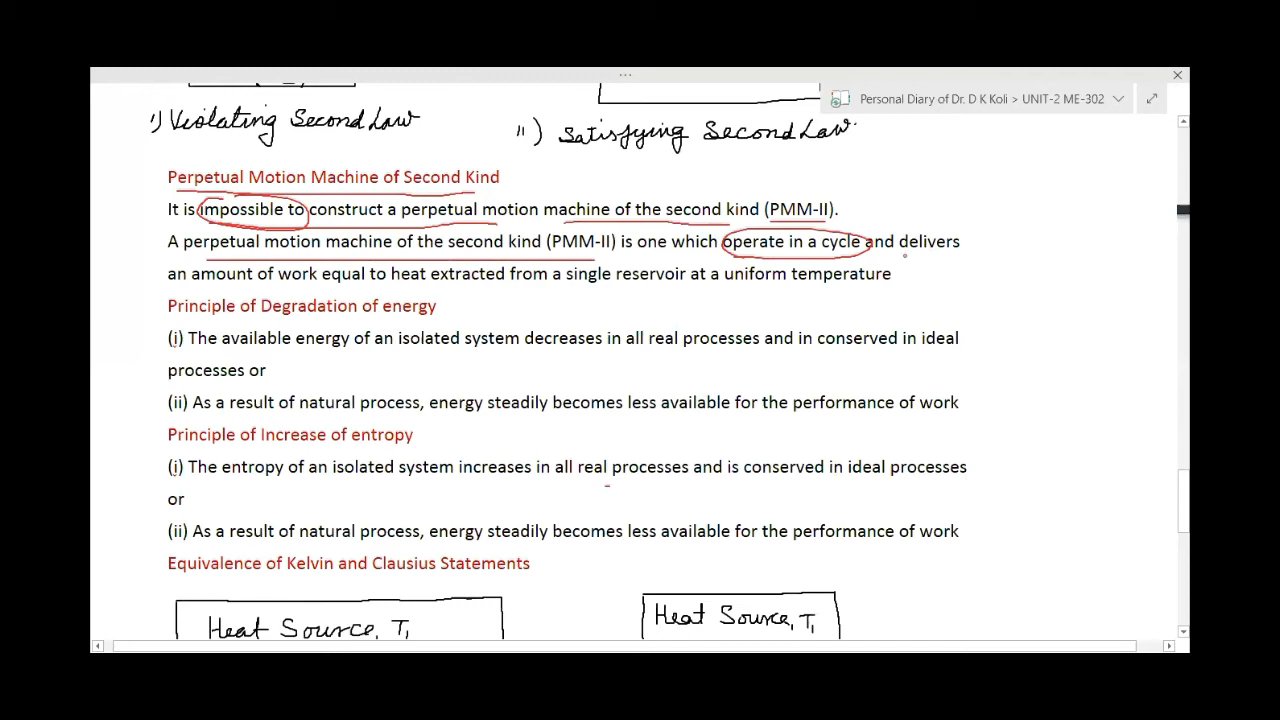 Personal Diary of Dr. D K Koli > UNIT-2 ME-302
i) Violating Second Law
ii) Satisfying Second Law.
Perpetual Motion Machine of Second Kind
It is impossible to construct a perpetual motion machine of the second kind (PMM-II).
A perpetual motion machine of the second kind (PMM-II) is one which operate in a cycle and delivers
an amount of work equal to heat extracted from a single reservoir at a uniform temperature
Principle of Degradation of energy
(i) The available energy of an isolated system decreases in all real processes and in conserved in ideal
processes or
(ii) As a result of natural process, energy steadily becomes less available for the performance of work
Principle of Increase of entropy
(i) The entropy of an isolated system increases in all real processes and is conserved in ideal processes
or
(ii) As a result of natural process, energy steadily becomes less available for the performance of work
Equivalence of Kelvin and Clausius Statements
Heat Source, T₁
Heat Source, T₁